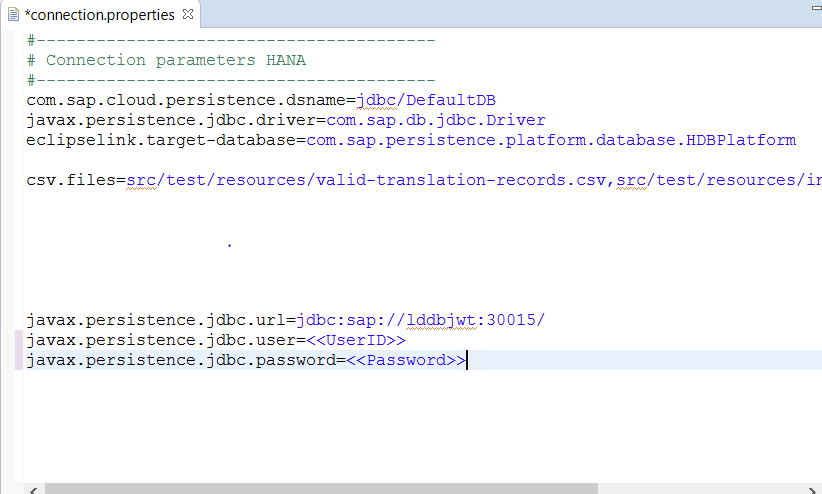 *connection.properties
#----------------------------------------
# Connection parameters HANA
#----------------------------------------
com.sap.cloud.persistence.dsname=jdbc/DefaultDB
javax.persistence.jdbc.driver=com.sap.db.jdbc.Driver
eclipselink.target-database=com.sap.persistence.platform.database.HDBPlatform
csv.files=src/test/resources/valid-translation-records.csv,src/test/resources/in
.
javax.persistence.jdbc.url=jdbc:sap://lddbjwt:30015/
javax.persistence.jdbc.user=<<UserID>>
javax.persistence.jdbc.password=<<Password>>